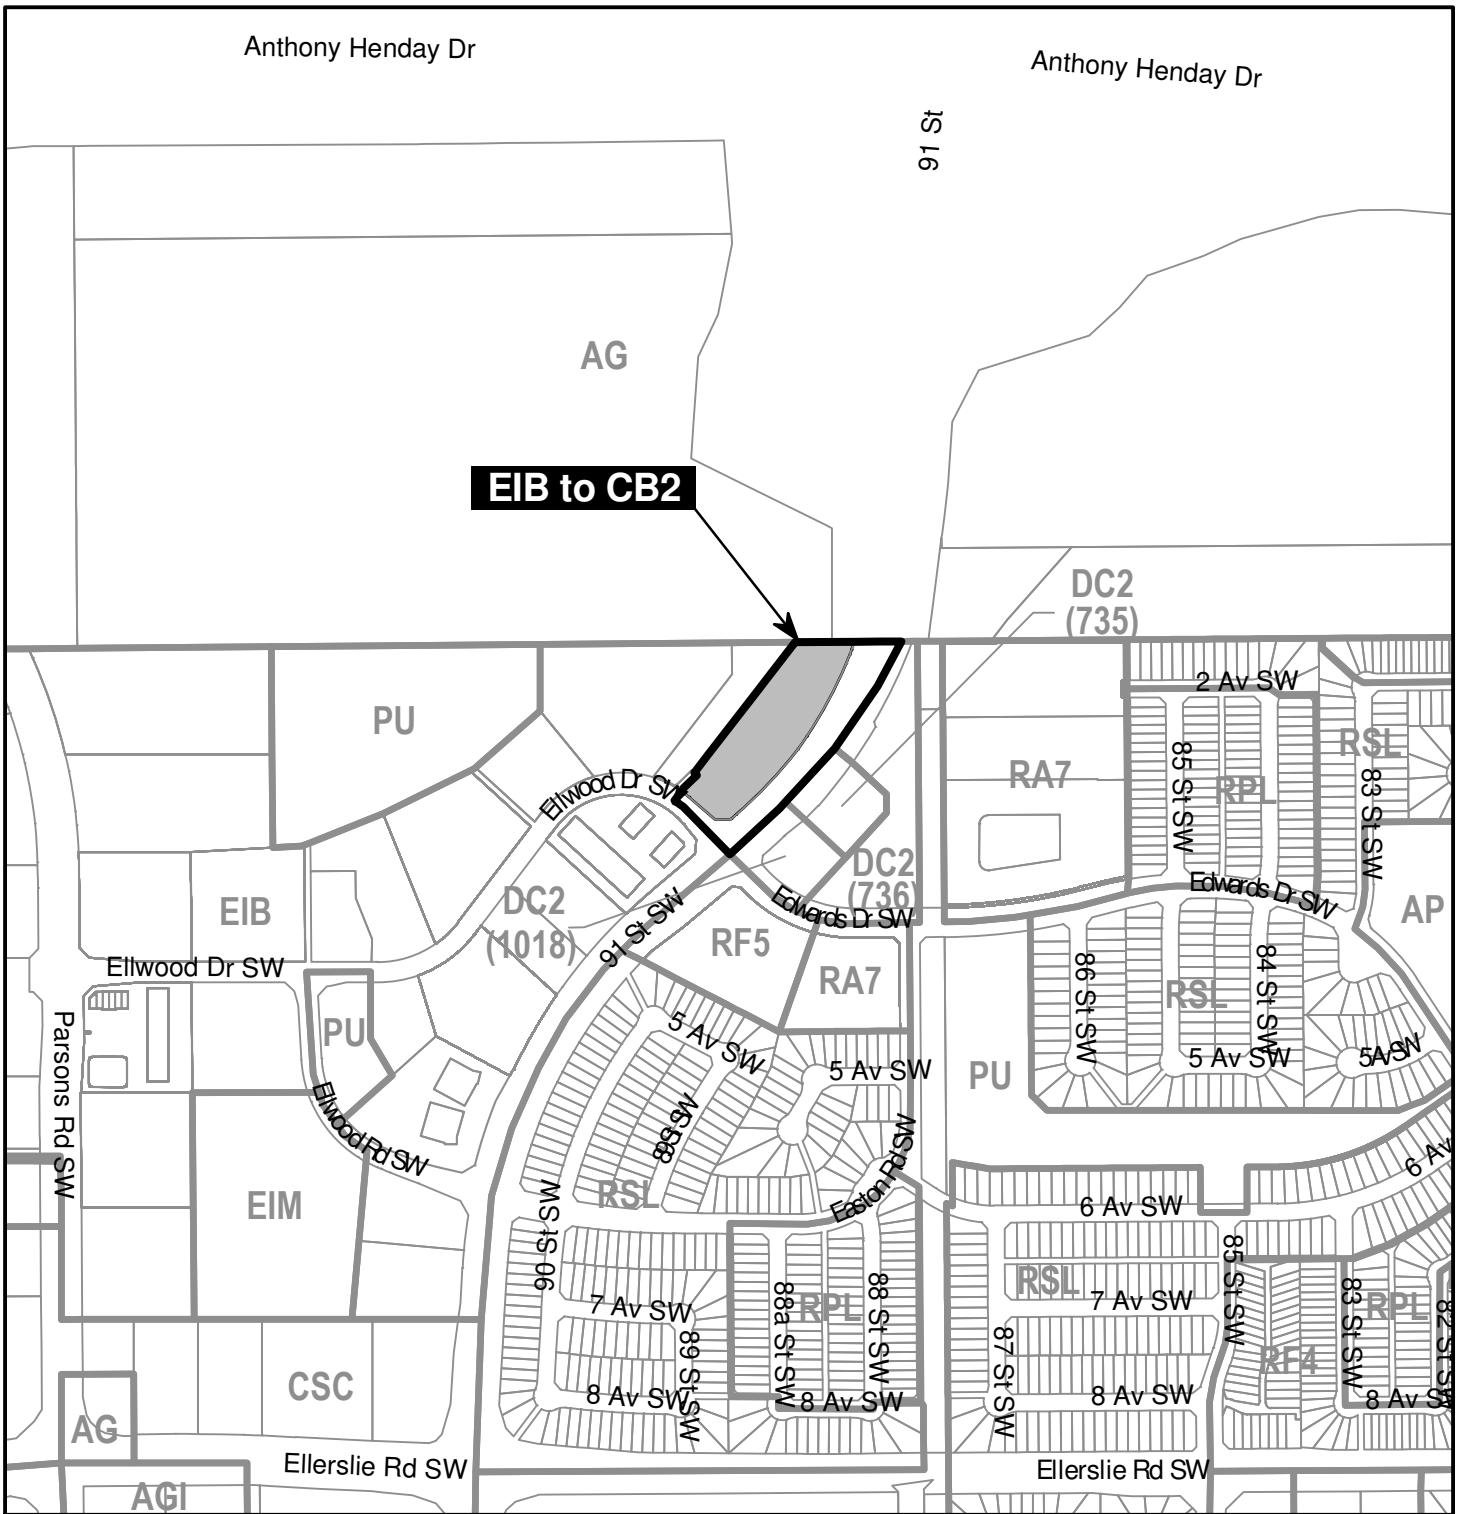 Anthony Henday Dr
Anthony Henday Dr
91 St
AG
EIB to CB2
DC2
(735)
PU
2 Av SW
RSL
RA7
85 St SW
RPL
83 St SW
Ellwood Dr SW
DC2
(736)
Edwards Dr SW
Edwards Dr SW
AP
EIB
DC2
(1018)
91 St SW
RF5
RA7
Ellwood Dr SW
86 St SW
RSL
84 St SW
PU
Parsons Rd SW
5 Av SW
5 Av SW
PU
5 Av SW
5 Av SW
Ellwood Rd SW
89 St SW
Easton Rd SW
6 Av
EIM
RSL
90 St SW
6 Av SW
85 St SW
RSL
7 Av SW
88a St SW
RPL
88 St SW
7 Av SW
83 St SW
RPL
82 St SW
89 St SW
87 St SW
RF4
CSC
8 Av SW
8 Av SW
8 Av SW
8 Av SW
AG
Ellerslie Rd SW
Ellerslie Rd SW
AGI